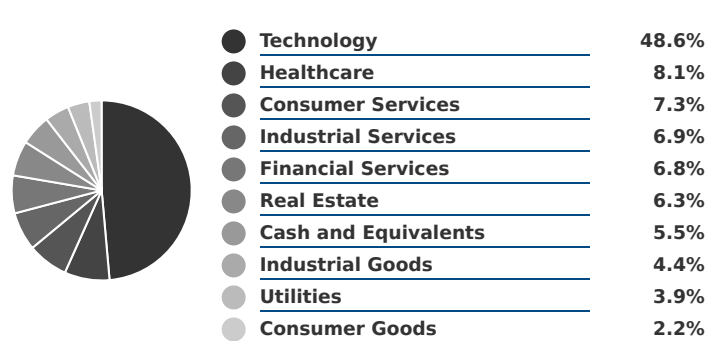 Technology 48.6%
Healthcare 8.1%
Consumer Services 7.3%
Industrial Services 6.9%
Financial Services 6.8%
Real Estate 6.3%
Cash and Equivalents 5.5%
Industrial Goods 4.4%
Utilities 3.9%
Consumer Goods 2.2%